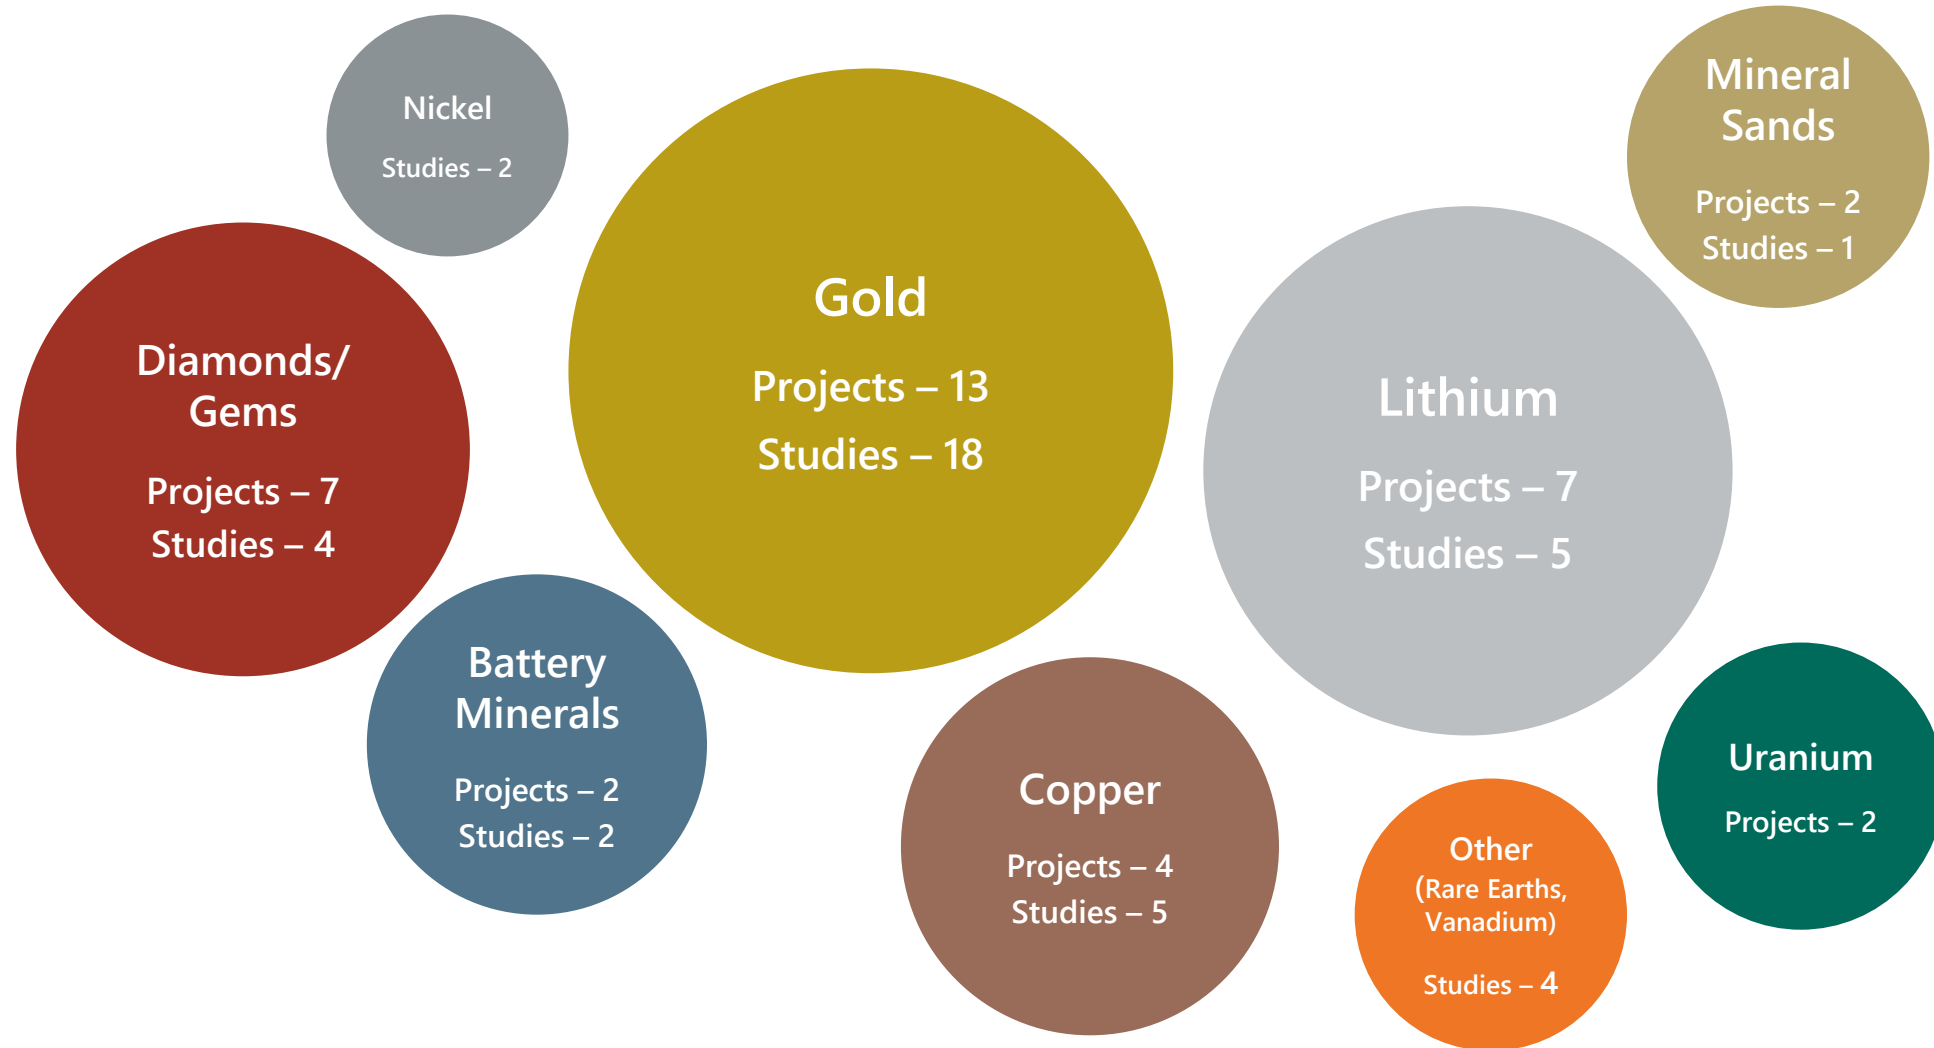 Nickel
Studies – 2
Mineral
Sands
Projects – 2
Studies – 1
Gold
Projects – 13
Studies – 18
Diamonds/
Gems
Projects – 7
Studies – 4
Lithium
Projects – 7
Studies – 5
Battery
Minerals
Projects – 2
Studies – 2
Copper
Projects – 4
Studies – 5
Other
(Rare Earths,
Vanadium)
Studies – 4
Uranium
Projects – 2